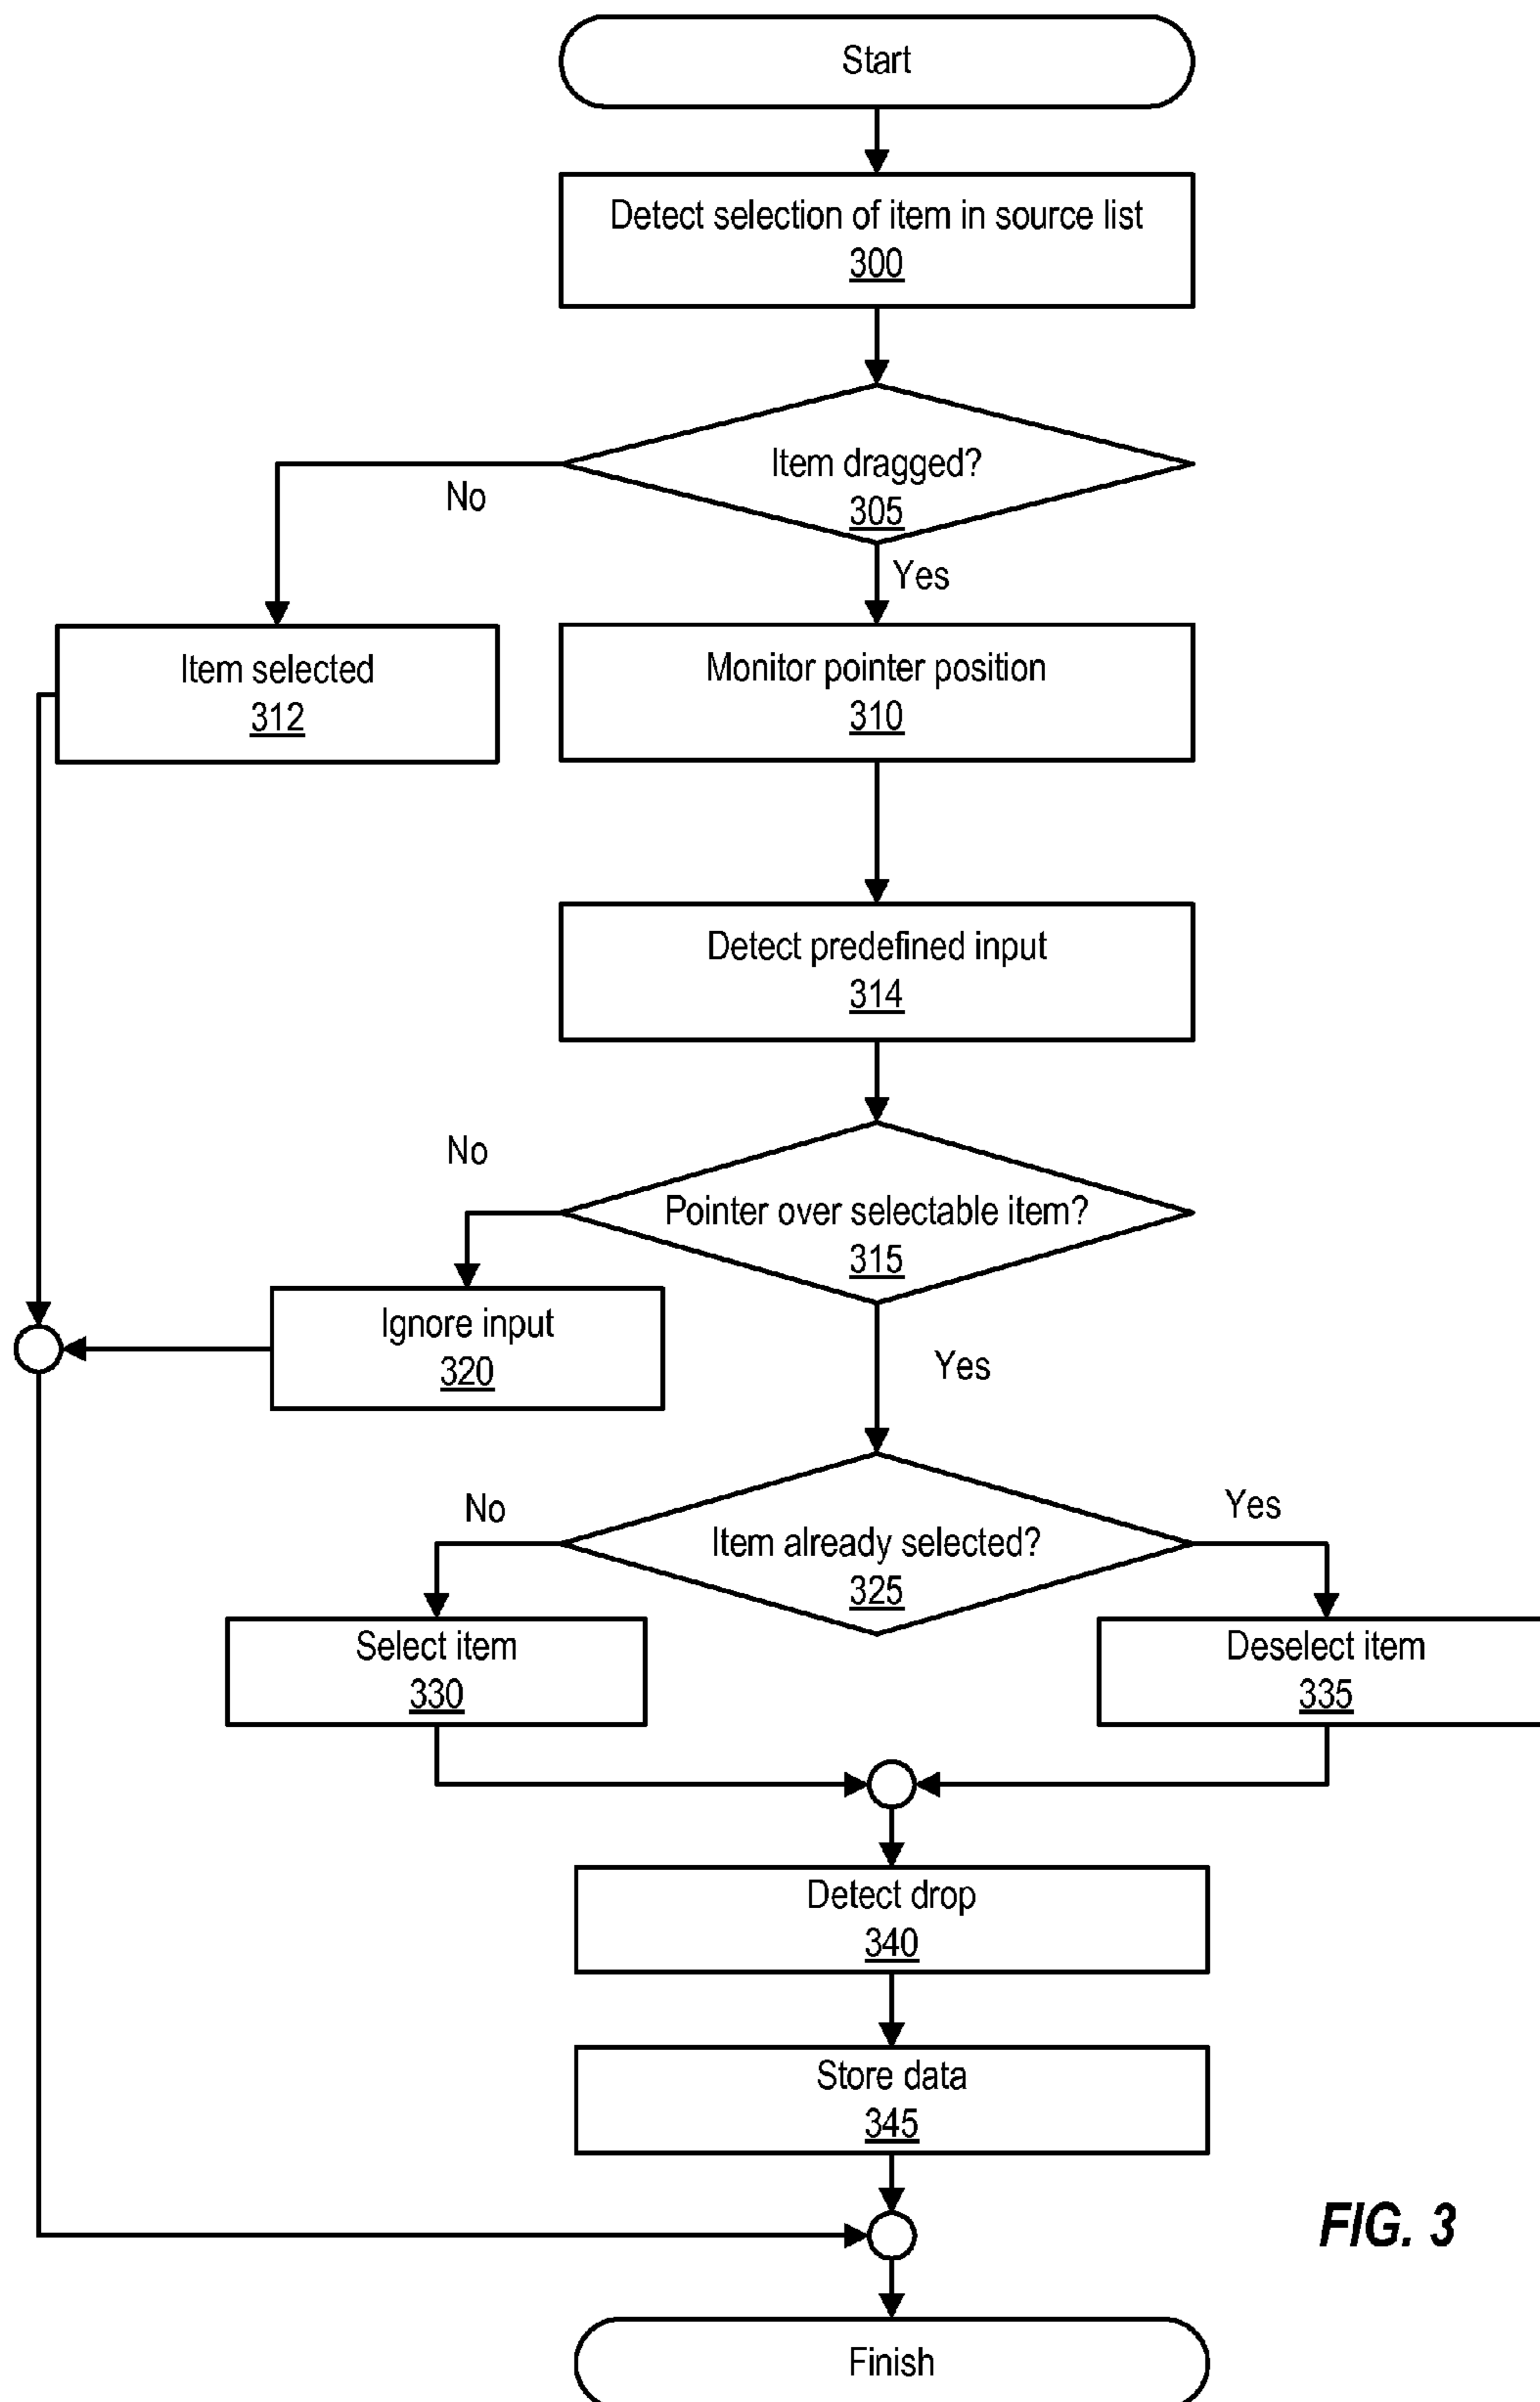 Start
Detect selection of item in source list
300
Item dragged?
305
No
Yes
Item selected
312
Monitor pointer position
310
Detect predefined input
314
No
Pointer over selectable item?
315
Ignore input
320
Yes
No
Yes
Item already selected?
325
Select item
330
Deselect item
335
Detect drop
340
Store data
345
FIG. 3
Finish